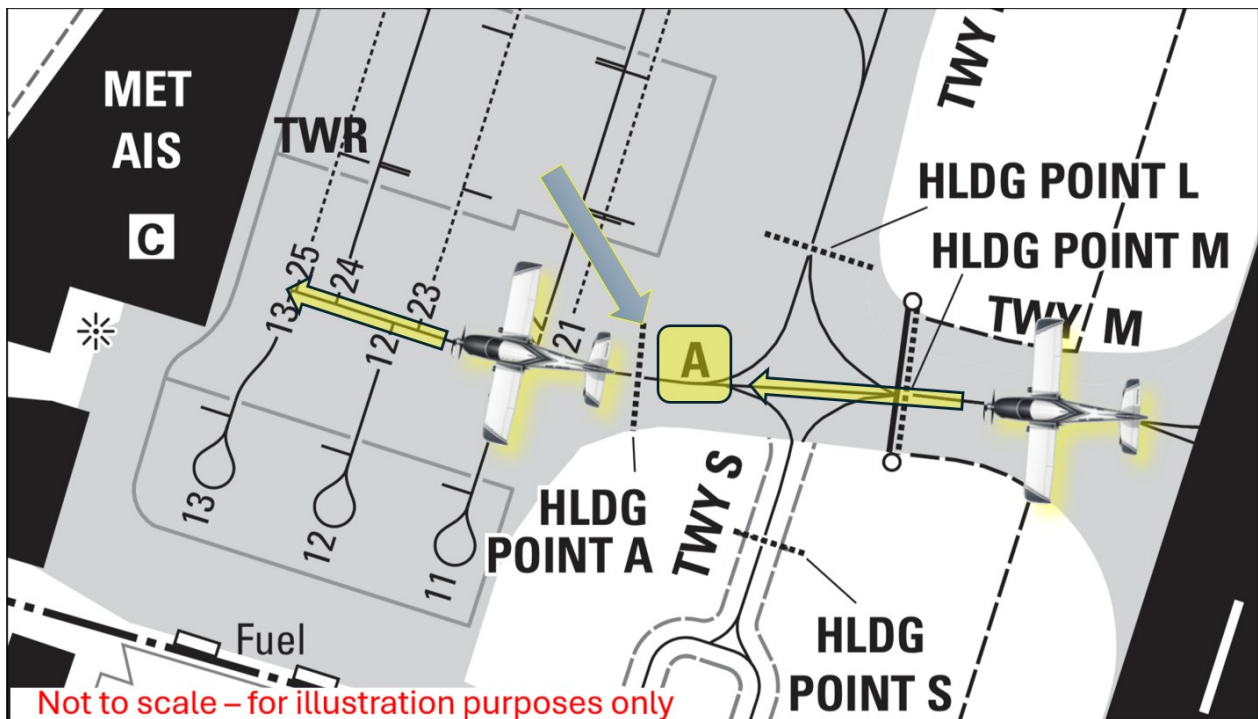 MET
AIS
C
TWR
TWY
HLDG POINT L
HLDG POINT M
TWY M
25
24
23
21
13
12
A
HLDG
POINT A
TWY S
13
12
11
HLDG
POINT S
Fuel
Not to scale – for illustration purposes only